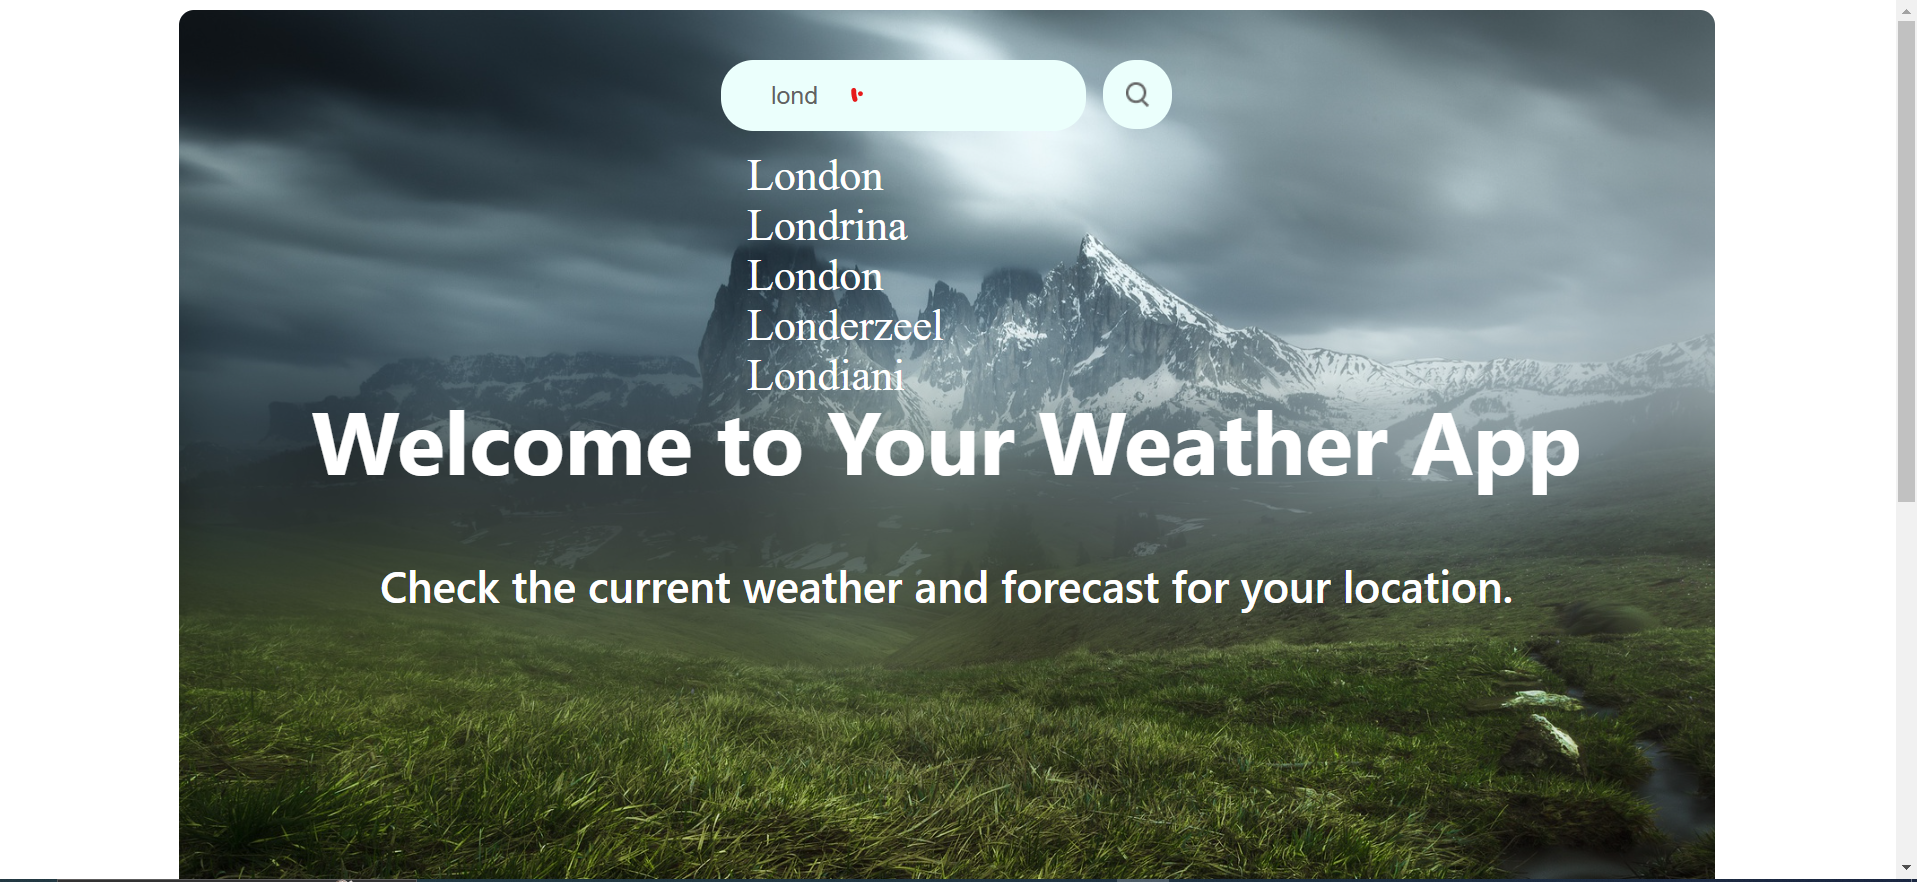 lond
London
Londrina
London
Londerzeel
Londiani
Welcome to Your Weather App
Check the current weather and forecast for your location.